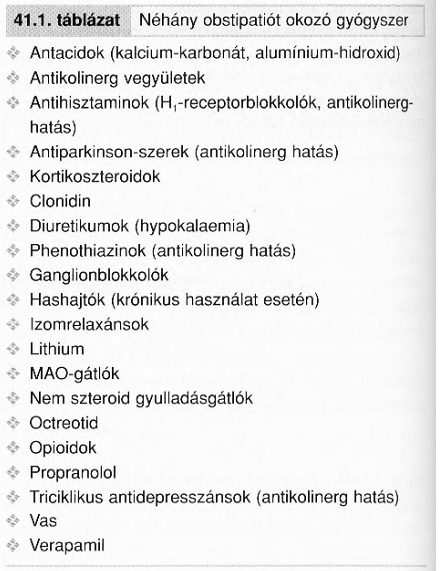 41.1. táblázat Néhány obstipatiót okozó gyógyszer
Antacidok (kalcium-karbonát, alumínium-hidroxid)
Antikolinerg vegyületek
Antihisztaminok (H₁-receptorblokkolók, antikolinerg-
hatás)
Antiparkinson-szerek (antikolinerg hatás)
Kortikoszteroidok
Clonidin
Diuretikumok (hypokalaemia)
Phenothiazinok (antikolinerg hatás)
Ganglionblokkolók
Hashajtók (krónikus használat esetén)
Izomrelaxánsok
Lithium
MAO-gátlók
Nem szteroid gyulladásgátlók
Octreotid
Opioidok
Propranolol
Triciklikus antidepresszánsok (antikolinerg hatás)
Vas
Verapamil